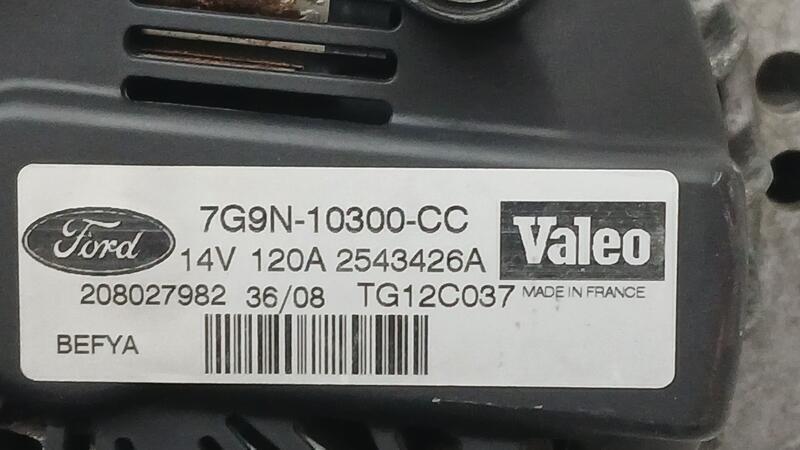 Ford
7G9N-10300-CC
Valeo
14V 120A 2543426A
208027982 36/08 TG12C037
MADE IN FRANCE
BEFYA